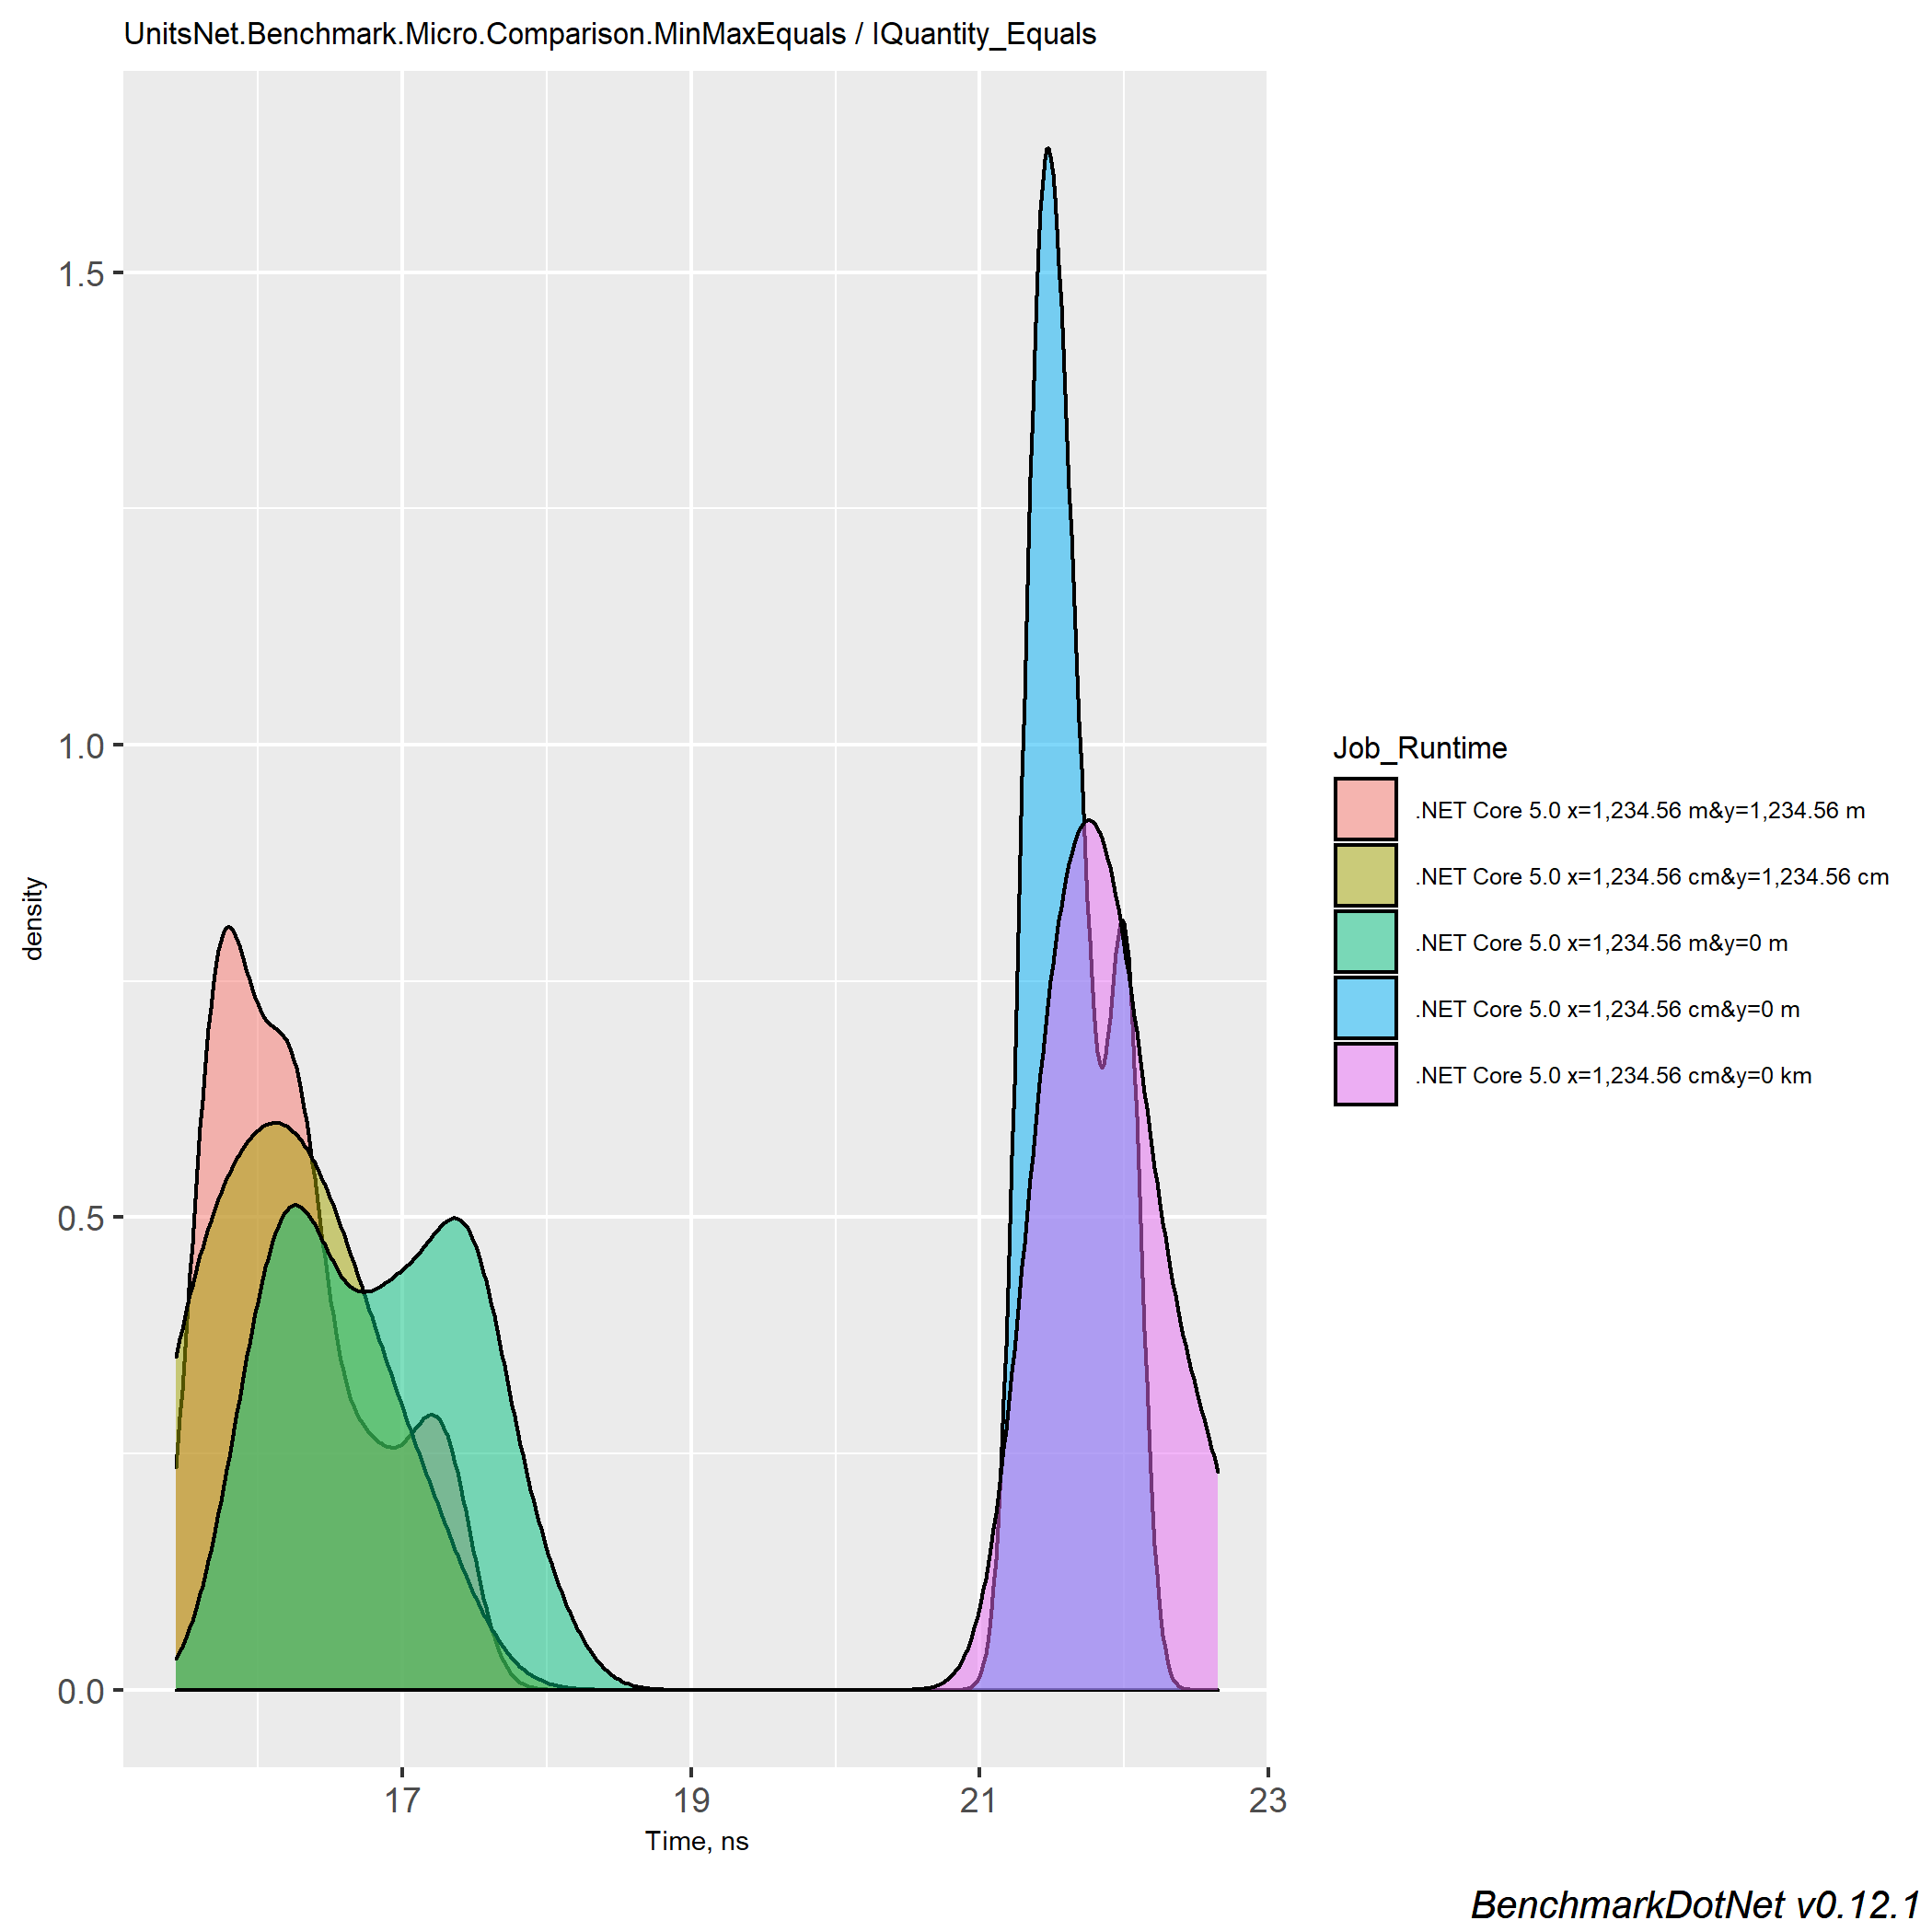 UnitsNet.Benchmark.Micro.Comparison.MinMaxEquals / IQuantity_Equals
1.5
1.0
0.5
0.0
density
17 19 21 23
Time, ns
Job_Runtime
.NET Core 5.0 x=1,234.56 m&y=1,234.56 m
.NET Core 5.0 x=1,234.56 cm&y=1,234.56 cm
.NET Core 5.0 x=1,234.56 m&y=0 m
.NET Core 5.0 x=1,234.56 cm&y=0 m
.NET Core 5.0 x=1,234.56 cm&y=0 km
BenchmarkDotNet v0.12.1